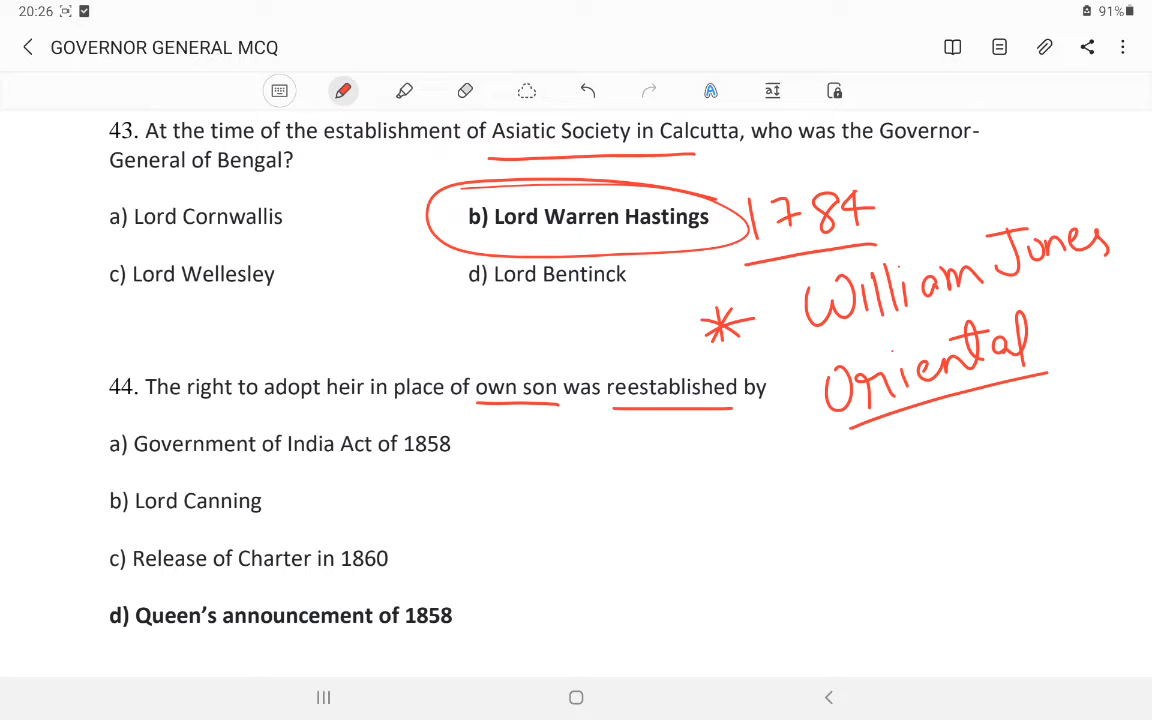 20:26 91%
GOVERNOR GENERAL MCQ
43. At the time of the establishment of Asiatic Society in Calcutta, who was the Governor-
General of Bengal?
a) Lord Cornwallis b) Lord Warren Hastings 1784
c) Lord Wellesley d) Lord Bentinck
* William Jones
Oriental
44. The right to adopt heir in place of own son was reestablished by
a) Government of India Act of 1858
b) Lord Canning
c) Release of Charter in 1860
d) Queen’s announcement of 1858